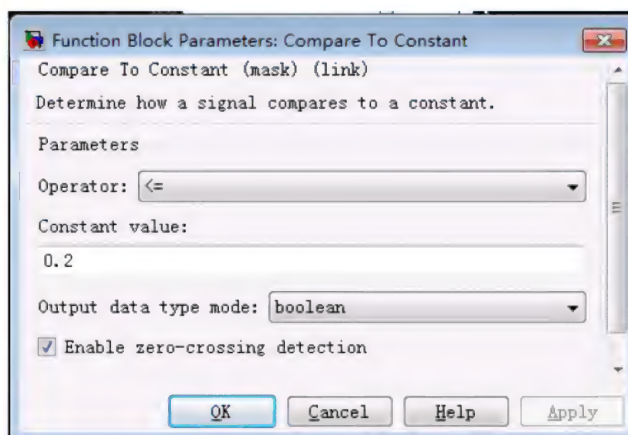 Function Block Parameters: Compare To Constant
Compare To Constant (mask) (link)
Determine how a signal compares to a constant.
Parameters
Operator: <=
Constant value:
0.2
Output data type mode: boolean
Enable zero-crossing detection
OK Cancel Help Apply